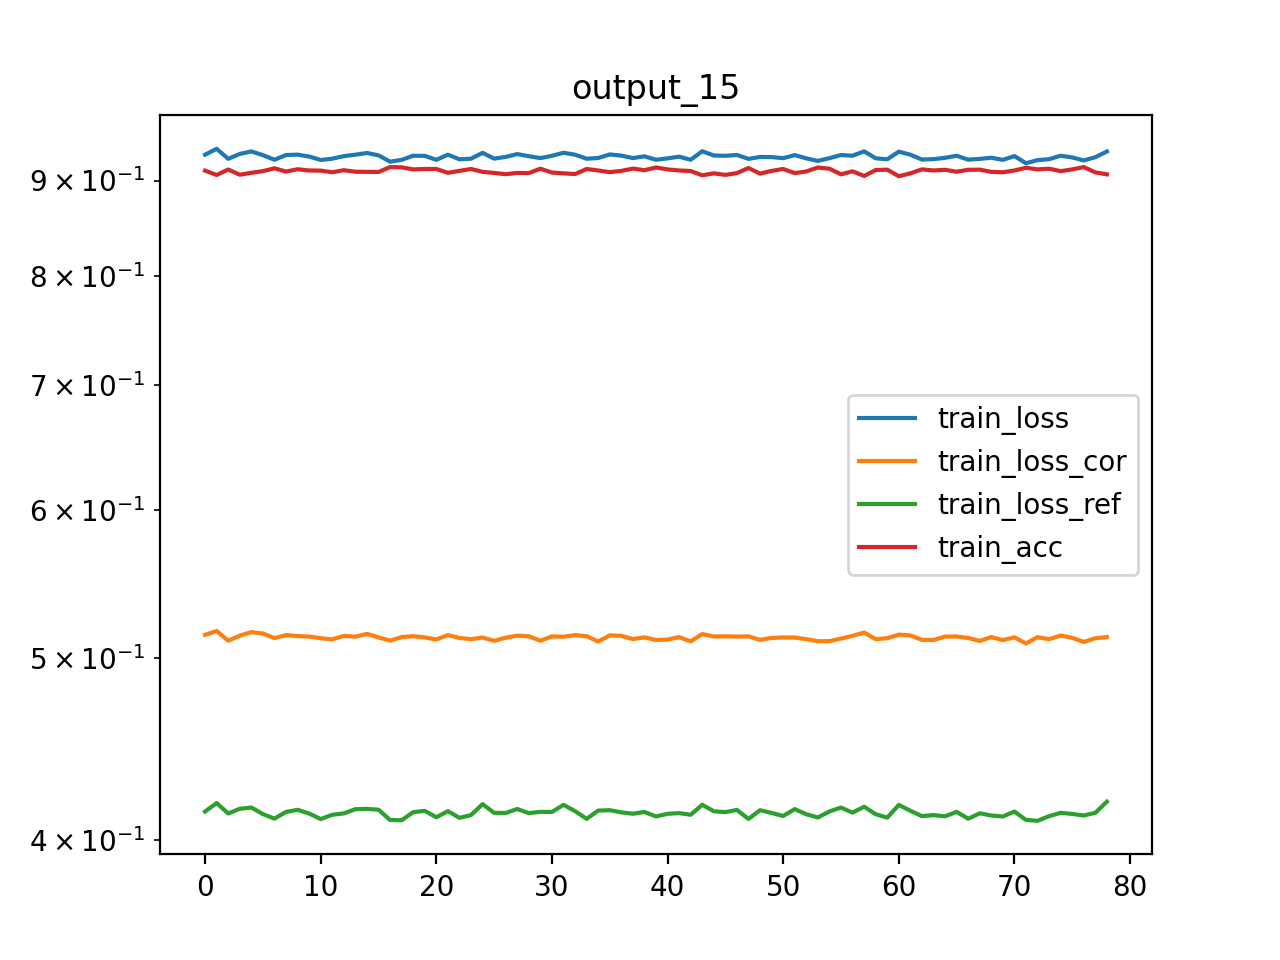 output_15
9 × 10⁻¹
8 × 10⁻¹
7 × 10⁻¹
6 × 10⁻¹
5 × 10⁻¹
4 × 10⁻¹
train_loss
train_loss_cor
train_loss_ref
train_acc
0 10 20 30 40 50 60 70 80